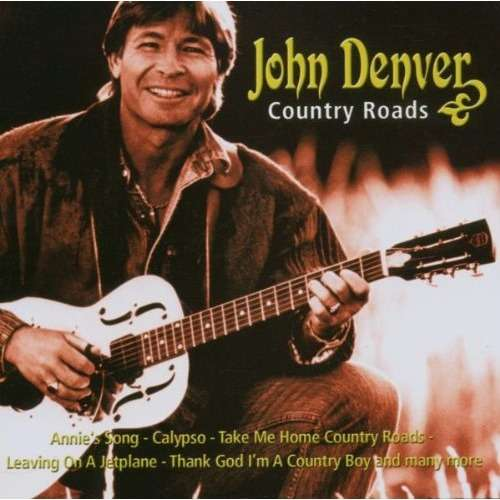 John Denver
Country Roads
Annie's Song - Calypso - Take Me Home Country Roads -
Leaving On A Jetplane - Thank God I'm A Country Boy and many more